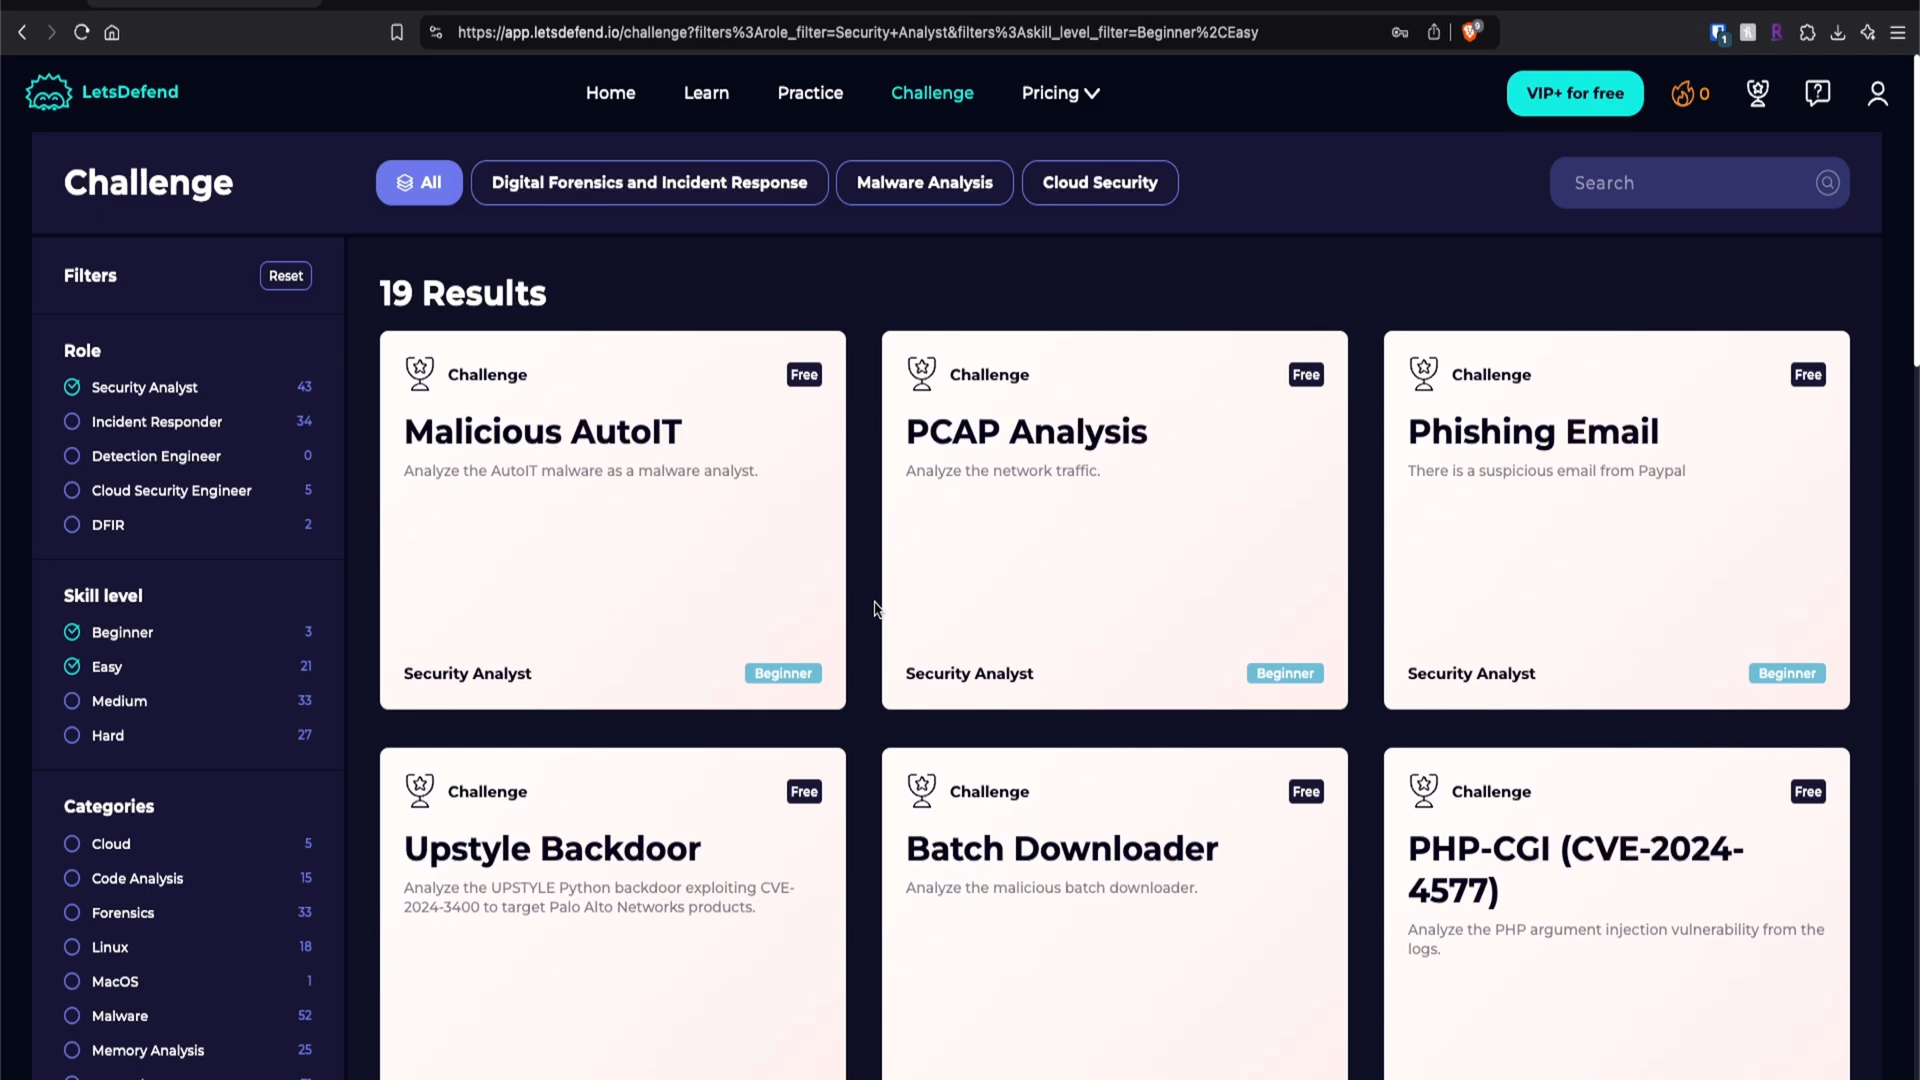 https://app.letsdefend.io/challenge?filters%3Arole_filter=Security+Analyst&filters%3Askill_level_filter=Beginner%2CEasy
9
1
LetsDefend
Home
Learn
Practice
Challenge
Pricing
VIP+ for free
0
Challenge
All
Digital Forensics and Incident Response
Malware Analysis
Cloud Security
Search
Filters
Reset
Role
Security Analyst 43
Incident Responder 34
Detection Engineer 0
Cloud Security Engineer 5
DFIR 2
Skill level
Beginner 3
Easy 21
Medium 33
Hard 27
Categories
Cloud 5
Code Analysis 15
Forensics 33
Linux 18
MacOS 1
Malware 52
Memory Analysis 25
19 Results
Challenge
Free
Malicious AutoIT
Analyze the AutoIT malware as a malware analyst.
Security Analyst
Beginner
Challenge
Free
PCAP Analysis
Analyze the network traffic.
Security Analyst
Beginner
Challenge
Free
Phishing Email
There is a suspicious email from Paypal
Security Analyst
Beginner
Challenge
Free
Upstyle Backdoor
Analyze the UPSTYLE Python backdoor exploiting CVE-
2024-3400 to target Palo Alto Networks products.
Challenge
Free
Batch Downloader
Analyze the malicious batch downloader.
Challenge
Free
PHP-CGI (CVE-2024-
4577)
Analyze the PHP argument injection vulnerability from the
logs.